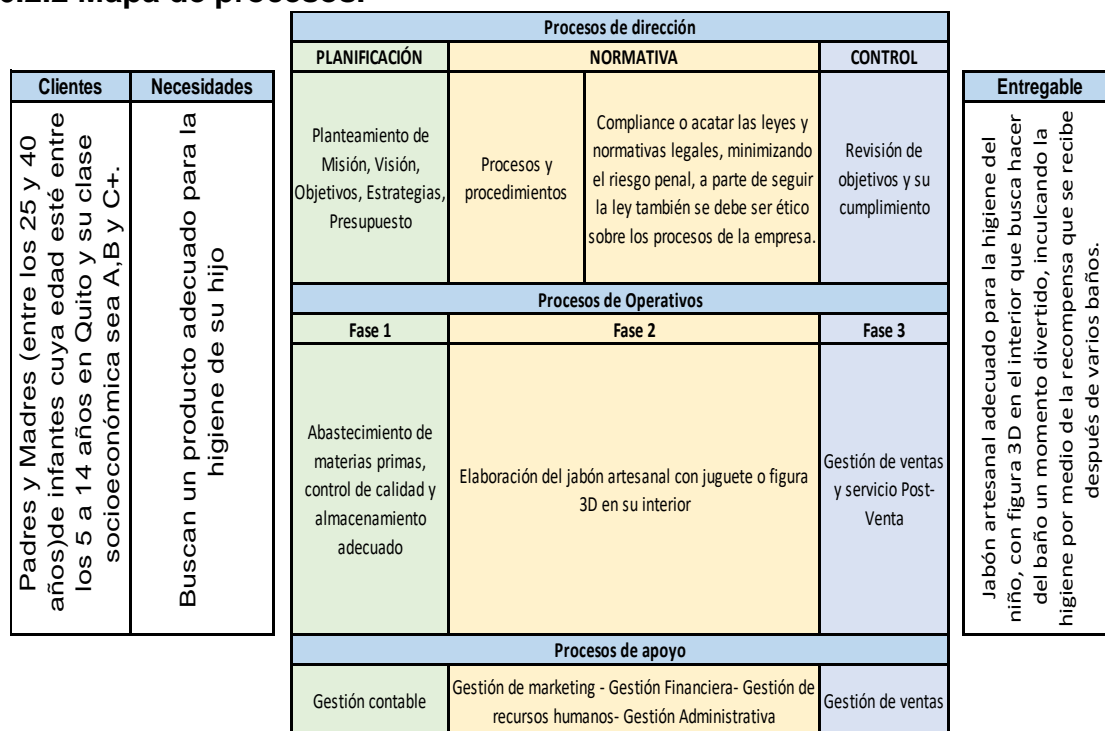 Mapa de procesos.
Procesos de dirección
PLANIFICACIÓN
NORMATIVA
CONTROL
Clientes
Necesidades
Entregable
Padres y Madres (entre los 25 y 40
años)de infantes cuya edad esté entre
los 5 a 14 años en Quito y su clase
socioeconómica sea A,B y C+.
Buscan un producto adecuado para la
higiene de su hijo
Planteamiento de
Misión, Visión,
Objetivos, Estrategias,
Presupuesto
Procesos y
procedimientos
Compliance o acatar las leyes y
normativas legales, minimizando
el riesgo penal, a parte de seguir
la ley también se debe ser ético
sobre los procesos de la empresa.
Revisión de
objetivos y su
cumplimiento
Procesos de Operativos
Fase 1
Fase 2
Fase 3
Abastecimiento de
materias primas,
control de calidad y
almacenamiento
adecuado
Elaboración del jabón artesanal con juguete o figura
3D en su interior
Gestión de ventas
y servicio Post-
Venta
Procesos de apoyo
Gestión contable
Gestión de marketing - Gestión Financiera- Gestión de
recursos humanos- Gestión Administrativa
Gestión de ventas
Jabón artesanal adecuado para la higiene del
niño, con figura 3D en el interior que busca hacer
del baño un momento divertido, inculcando la
higiene por medio de la recompensa que se recibe
después de varios baños.